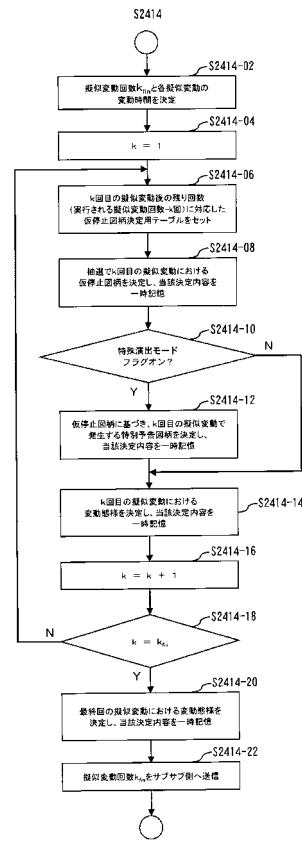 S2414
S2414-02
擬似変動回数kfinと各擬似変動の
変動時間を決定
S2414-04
k = 1
S2414-06
k回目の擬似変動後の残り回数
(実行される擬似変動回数-k回)に対応した
仮停止図柄決定用テーブルをセット
S2414-08
抽選でk回目の擬似変動における
仮停止図柄を決定し、当該決定内容を
一時記憶
S2414-10
特殊演出モード
フラグオン?
N
Y
S2414-12
仮停止図柄に基づき、k回目の擬似変動で
発生する特別予告図柄を決定し、
当該決定内容を一時記憶
S2414-14
k回目の擬似変動における
変動態様を決定し、当該決定内容を
一時記憶
S2414-16
k = k + 1
S2414-18
N
k = kfin
Y
S2414-20
最終回の擬似変動における変動態様を
決定し、当該決定内容を一時記憶
S2414-22
擬似変動回数kfinをサブサブ側へ送信